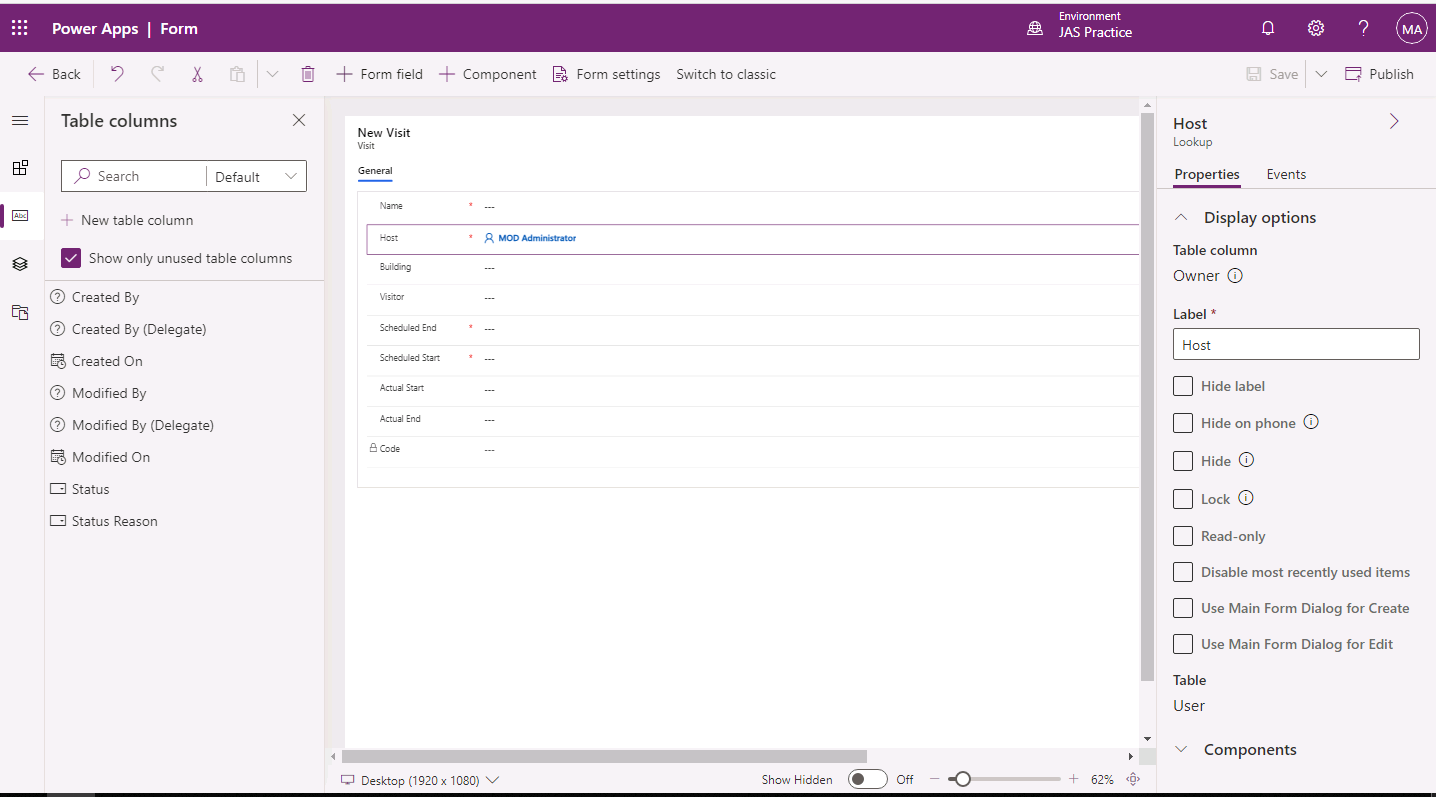 Power Apps | Form
Environment
JAS Practice
MA
Back
Form field
Component
Form settings
Switch to classic
Save
Publish
Table columns
Search
Default
New table column
Show only unused table columns
Created By
Created By (Delegate)
Created On
Modified By
Modified By (Delegate)
Modified On
Status
Status Reason
Abc
New Visit
Visit
General
Name * ---
Host * MOD Administrator
Building ---
Visitor ---
Scheduled End * ---
Scheduled Start * ---
Actual Start ---
Actual End ---
Code ---
Desktop (1920 x 1080)
Show Hidden
Off
62%
Host
Lookup
Properties
Events
Display options
Table column
Owner
Label *
Host
Hide label
Hide on phone
Hide
Lock
Read-only
Disable most recently used items
Use Main Form Dialog for Create
Use Main Form Dialog for Edit
Table
User
Components